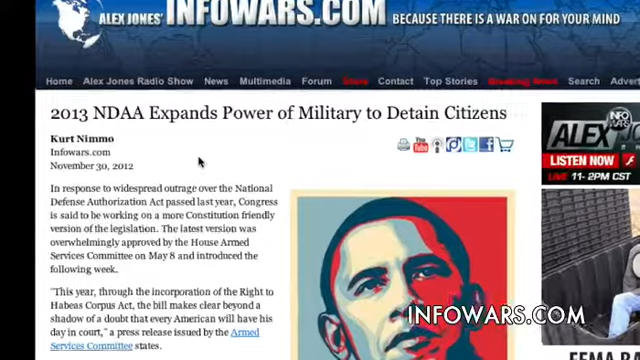 ALEX JONES' INFOWARS.COM BECAUSE THERE IS A WAR ON FOR YOUR MIND
Home Alex Jones Radio Show News Multimedia Forum Store Contact Top Stories Breaking News Search Advert
2013 NDAA Expands Power of Military to Detain Citizens
Kurt Nimmo
Infowars.com
November 30, 2012
You Tube
In response to widespread outrage over the National
Defense Authorization Act passed last year, Congress
is said to be working on a more Constitution friendly
version of the legislation. The latest version was
overwhelmingly approved by the House Armed
Services Committee on May 8 and introduced the
following week.
"This year, through the incorporation of the Right to
Habeas Corpus Act, the bill makes clear beyond a
shadow of a doubt that every American will have his
day in court," a press release issued by the Armed
Services Committee states.
INFO
WARS
ALEX JO
LISTEN NOW
LIVE 11- 2PM CST
INFOWARS.COM
FEMA BA